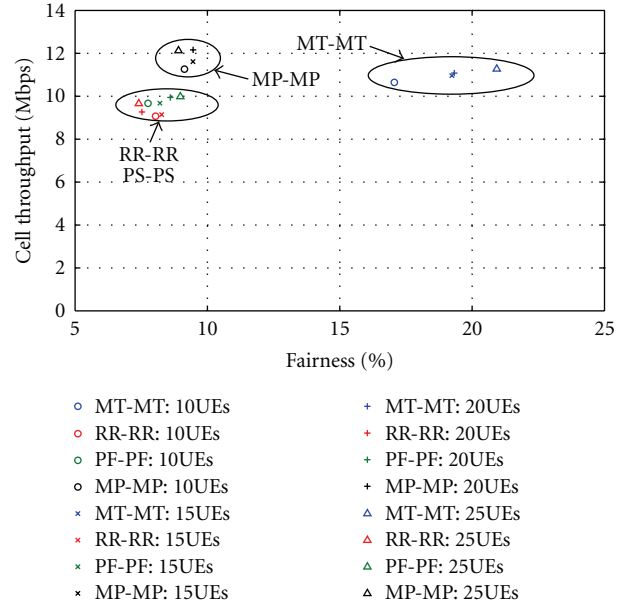 14
12
10
8
6
4
2
0
Cell throughput (Mbps)
MT-MT
MP-MP
RR-RR
PS-PS
5 10 15 20 25
Fairness (%)
MT-MT: 10UEs
RR-RR: 10UEs
PF-PF: 10UEs
MP-MP: 10UEs
MT-MT: 15UEs
RR-RR: 15UEs
PF-PF: 15UEs
MP-MP: 15UEs
MT-MT: 20UEs
RR-RR: 20UEs
PF-PF: 20UEs
MP-MP: 20UEs
MT-MT: 25UEs
RR-RR: 25UEs
PF-PF: 25UEs
MP-MP: 25UEs